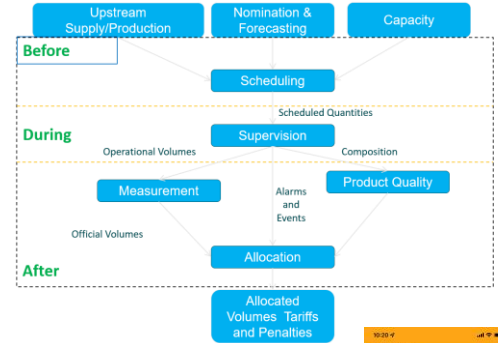 Upstream
Supply/Production
Nomination &
Forecasting
Capacity
Before
Scheduling
Scheduled Quantities
During
Supervision
Operational Volumes
Composition
Measurement
Alarms
and
Events
Product Quality
Official Volumes
Allocation
After
Allocated
Volumes Tariffs
and Penalties
10:20